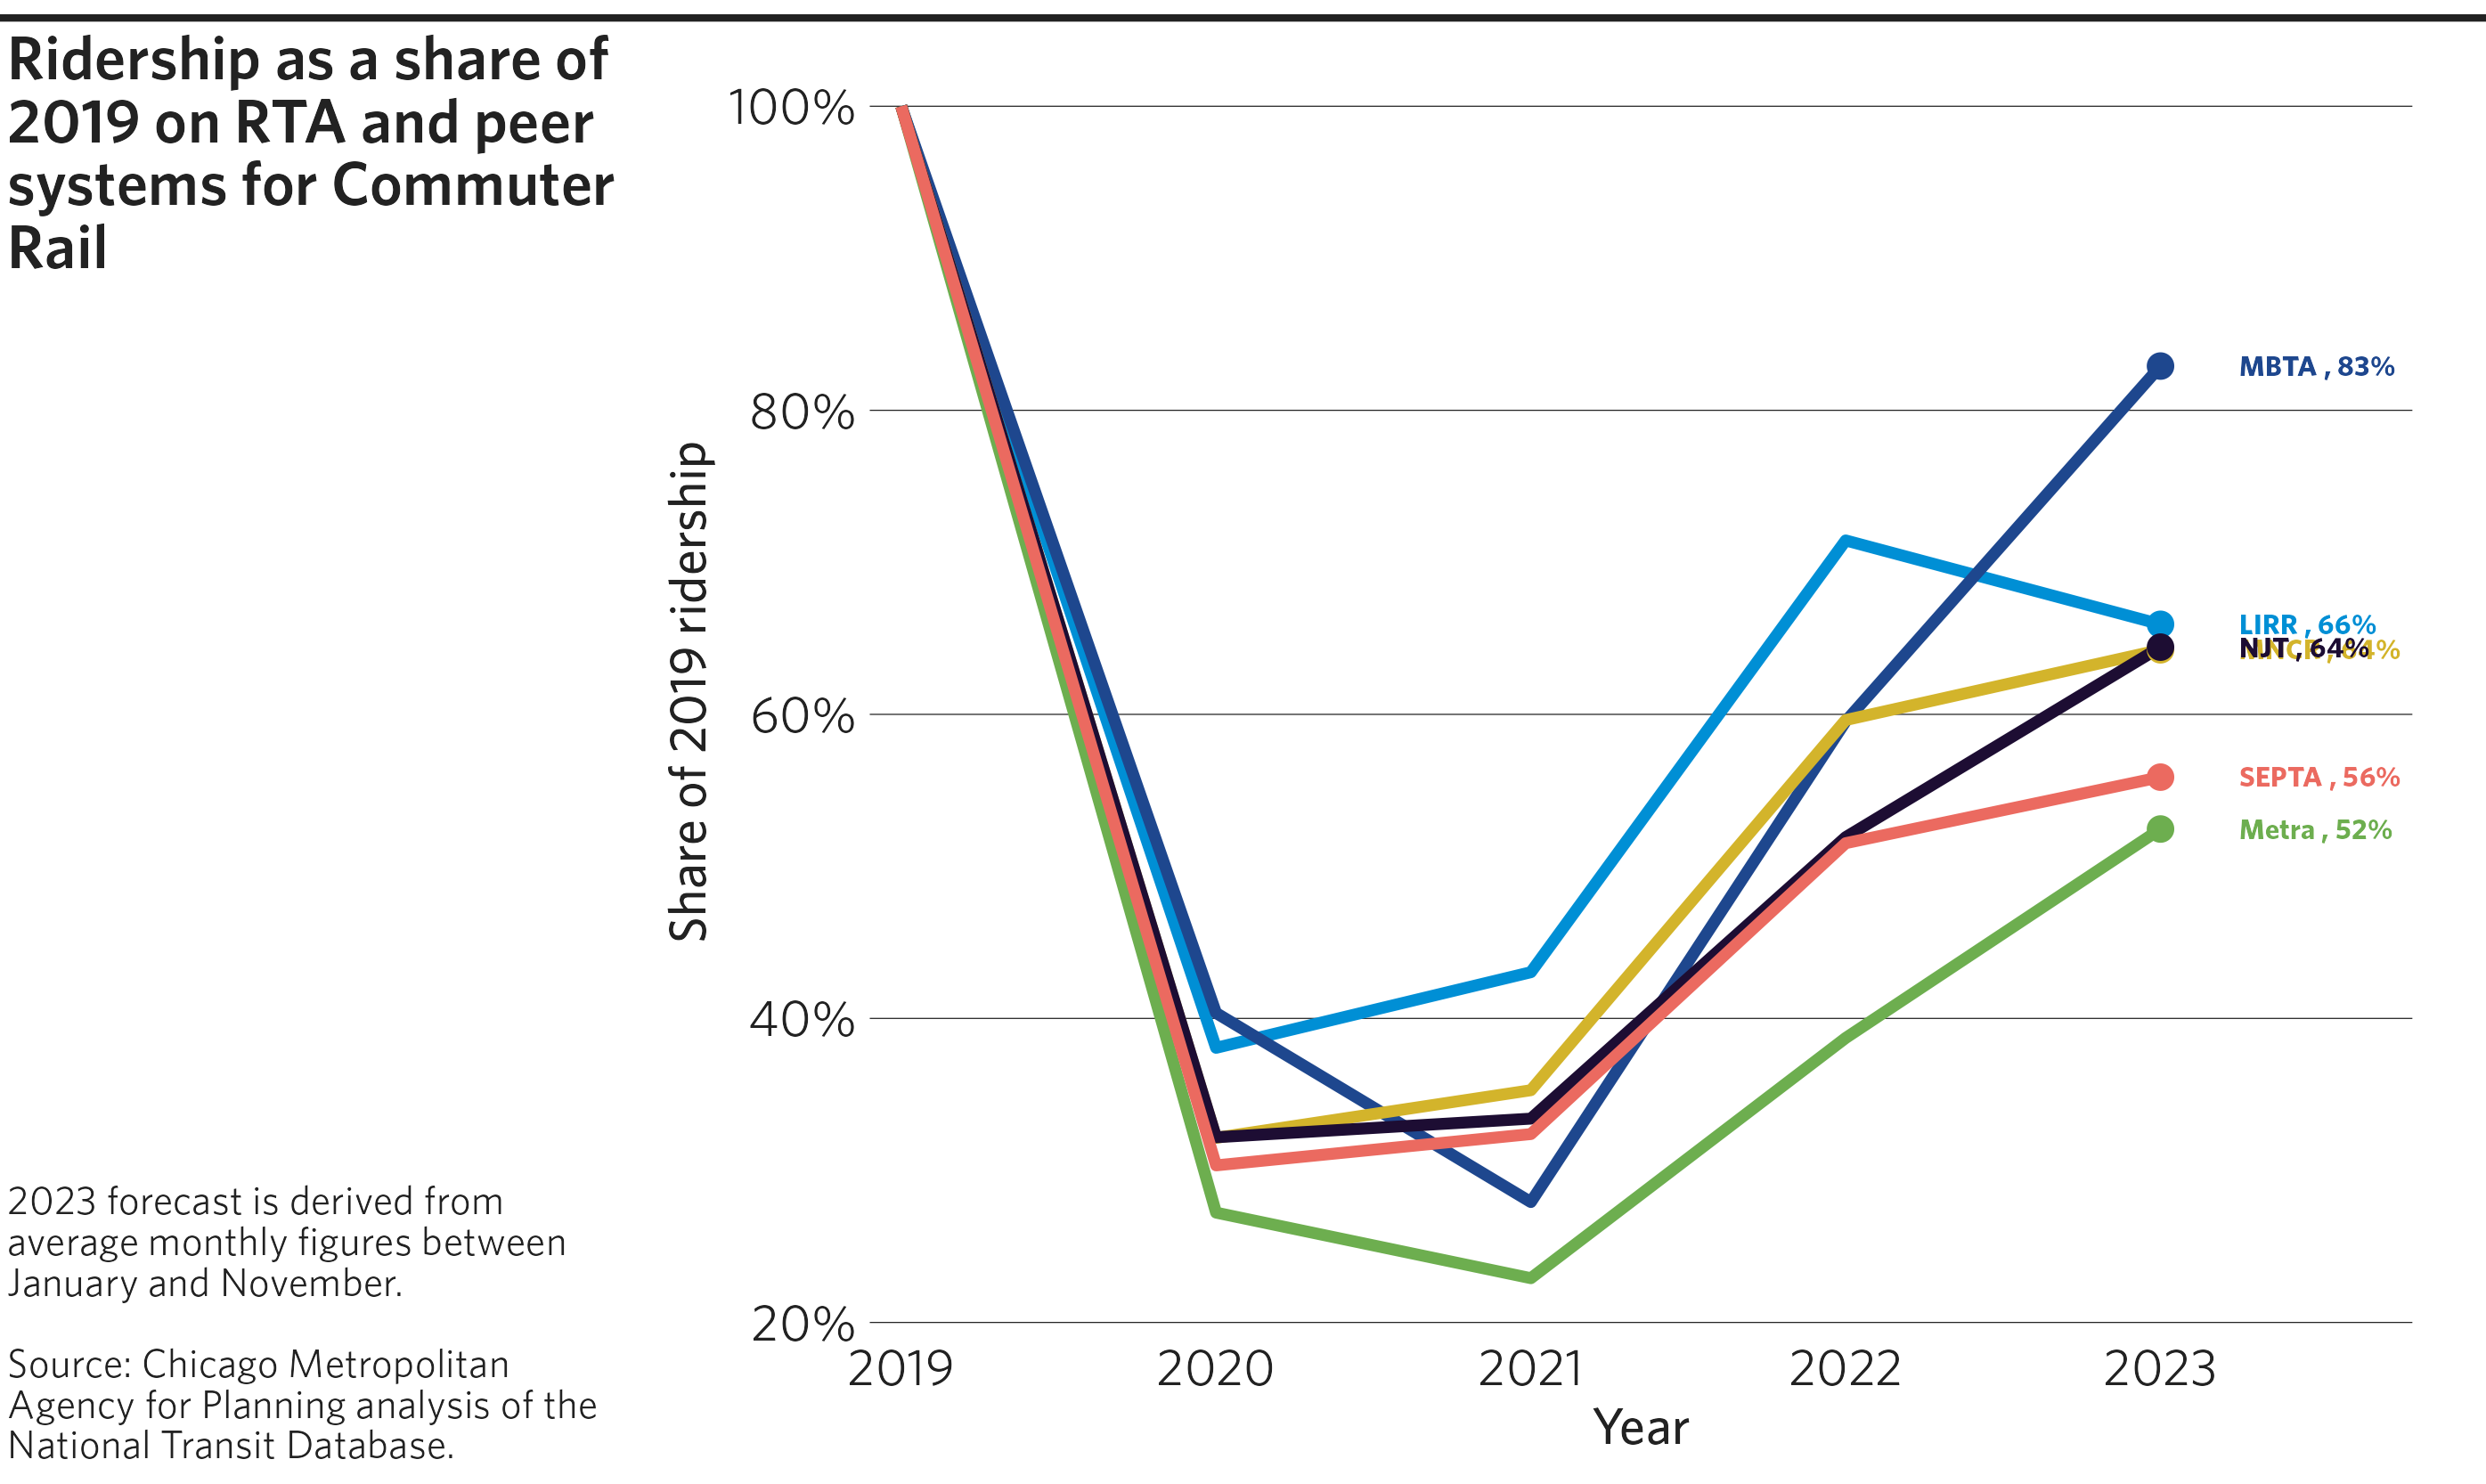 Ridership as a share of
2019 on RTA and peer
systems for Commuter
Rail
100%
80%
60%
40%
20%
Share of 2019 ridership
2019 2020 2021 2022 2023
Year
MBTA , 83%
LIRR , 66%
NJT , 64%
SEPTA , 56%
Metra , 52%
2023 forecast is derived from
average monthly figures between
January and November.
Source: Chicago Metropolitan
Agency for Planning analysis of the
National Transit Database.